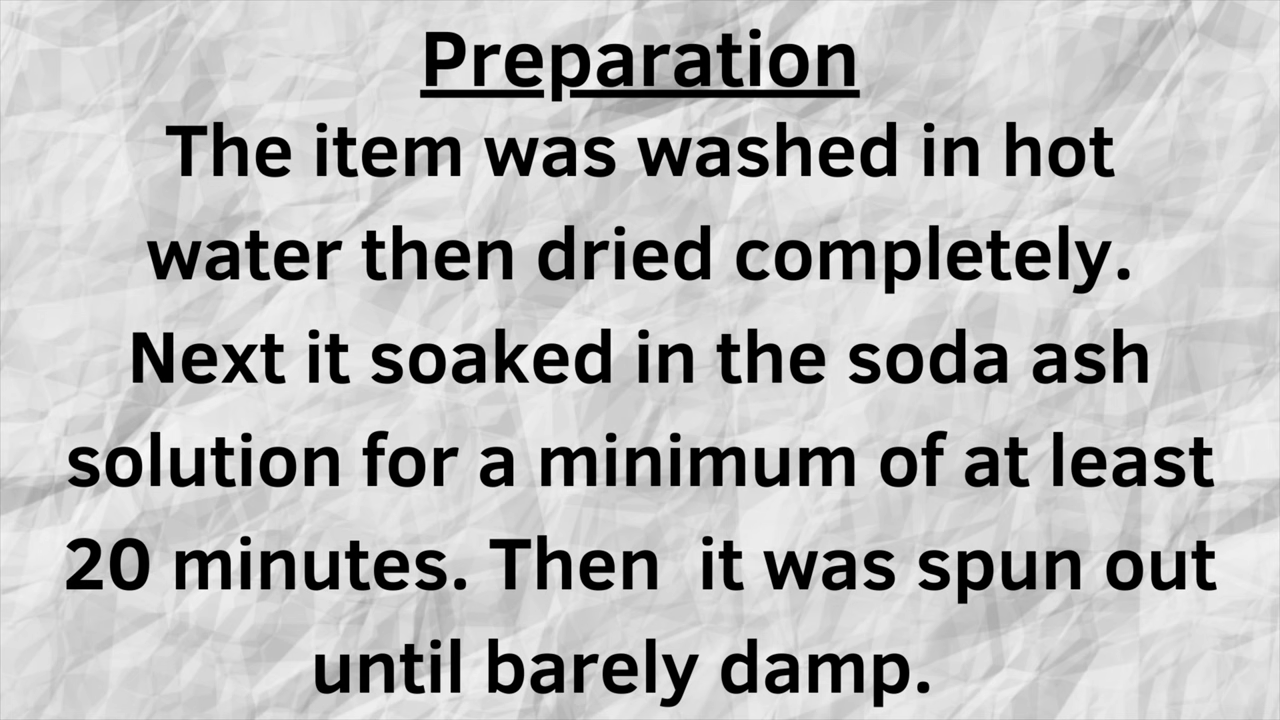 Preparation
The item was washed in hot
water then dried completely.
Next it soaked in the soda ash
solution for a minimum of at least
20 minutes. Then  it was spun out
until barely damp.